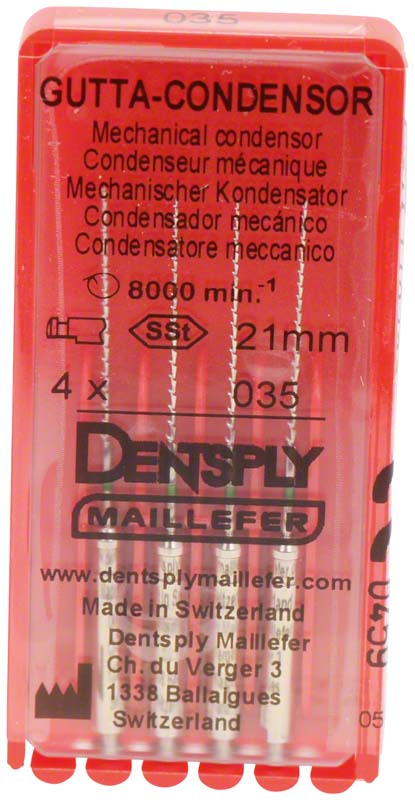 035
GUTTA-CONDENSOR
Mechanical condensor
Condenseur mécanique
Mechanischer Kondensator
Condensador mecánico
Condensatore meccanico
8000 min.-1
SSt 21mm
4 x 035
DENTSPLY
MAILLEFER
www.dentsplymaillefer.com
Made in Switzerland
Dentsply Maillefer
Ch. du Verger 3
1338 Ballaigues
Switzerland
0459
05